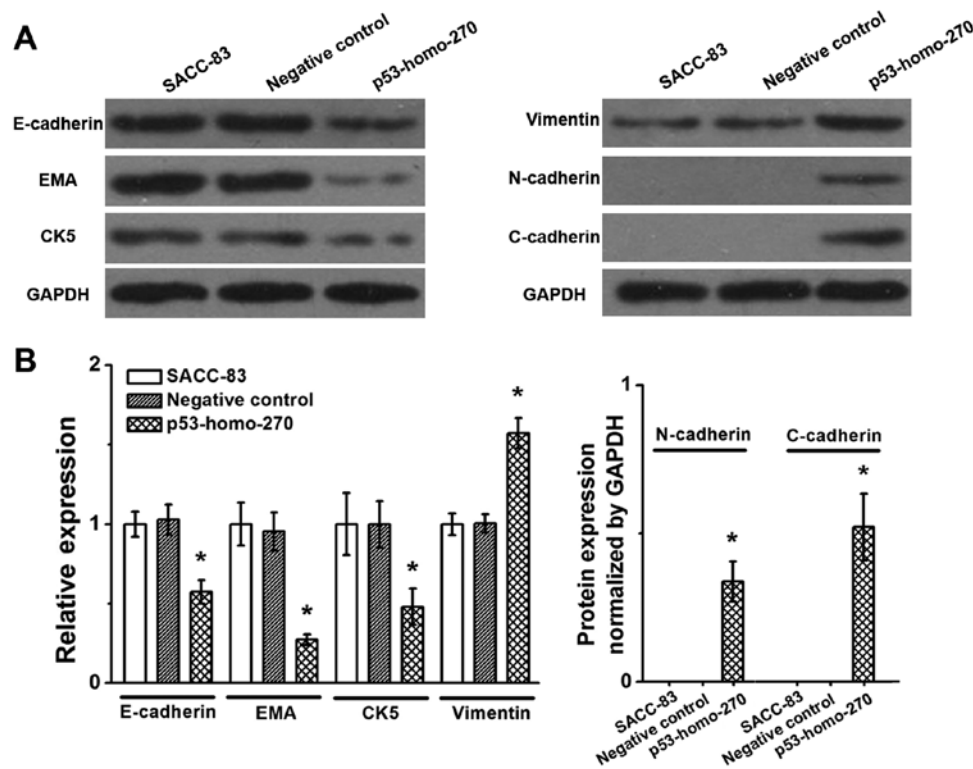 A
SACC-83
Negative control
p53-homo-270
E-cadherin
EMA
CK5
GAPDH
SACC-83
Negative control
p53-homo-270
Vimentin
N-cadherin
C-cadherin
GAPDH
B
Relative expression
2
1
0
SACC-83
Negative control
p53-homo-270
*
*
*
*
E-cadherin
EMA
CK5
Vimentin
Protein expression
normalized by GAPDH
1
0
N-cadherin
C-cadherin
*
*
SACC-83
Negative control
p53-homo-270
SACC-83
Negative control
p53-homo-270